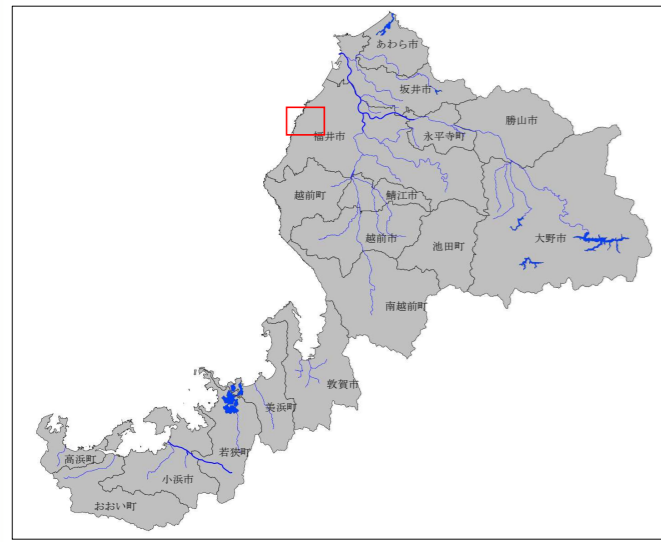 あわら市
坂井市
勝山市
福井市
永平寺町
越前町
鯖江市
越前市
池田町
大野市
南越前町
敦賀市
美浜町
若狭町
高浜町
小浜市
おおい町